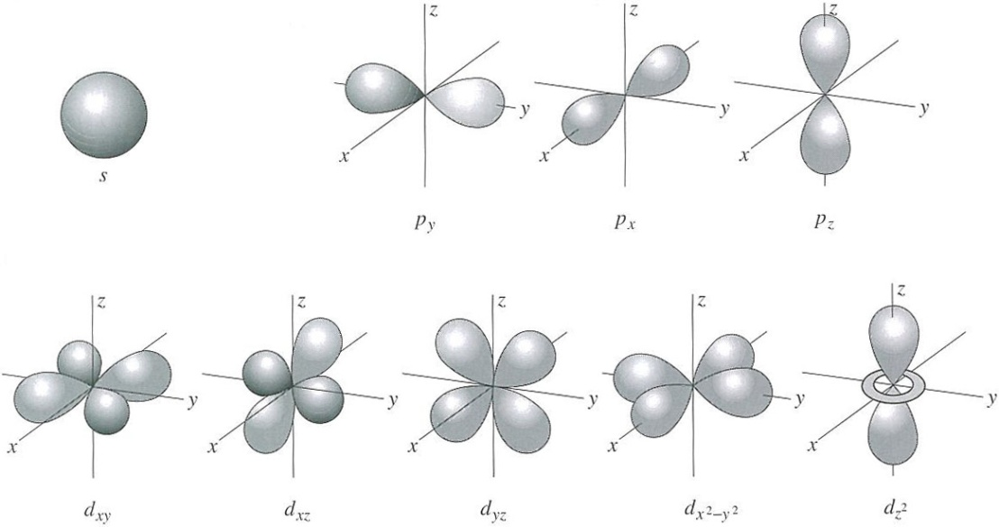 z z z
y y y
x x x
s
p_y p_x p_z
z z z z z
y y y y y
x x x x x
d_xy d_xz d_yz d_x²−y² d_z²